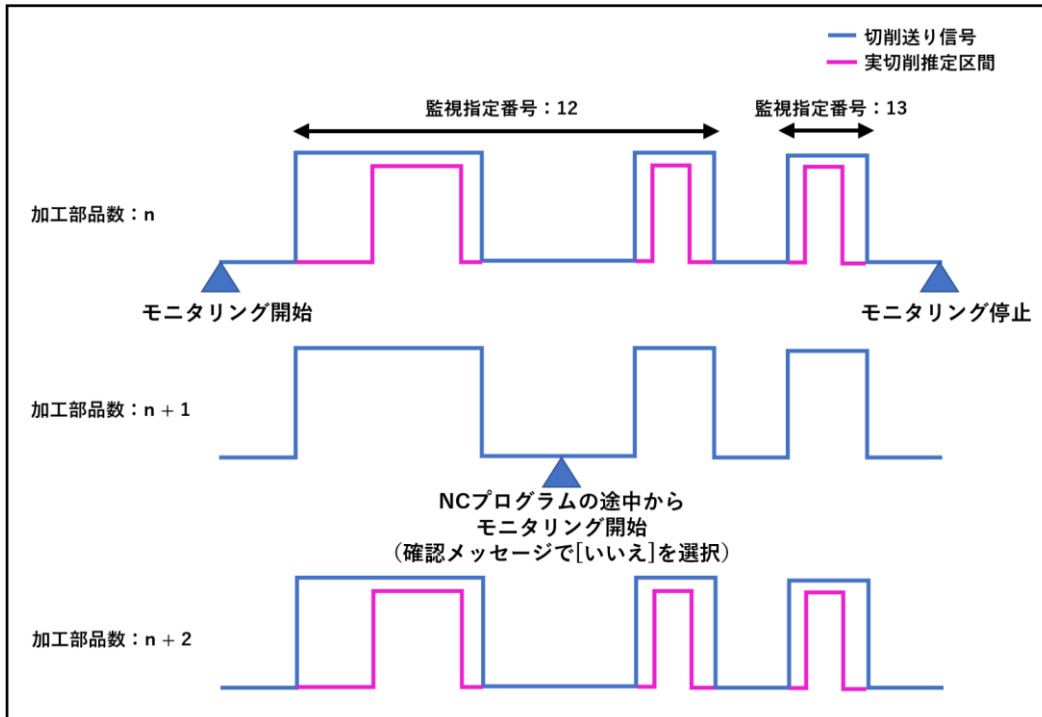 切削送り信号
実切削推定区間
監視指定番号：12
監視指定番号：13
加工部品数：n
モニタリング開始
モニタリング停止
加工部品数：n + 1
NCプログラムの途中から
モニタリング開始
（確認メッセージで[いいえ]を選択）
加工部品数：n + 2